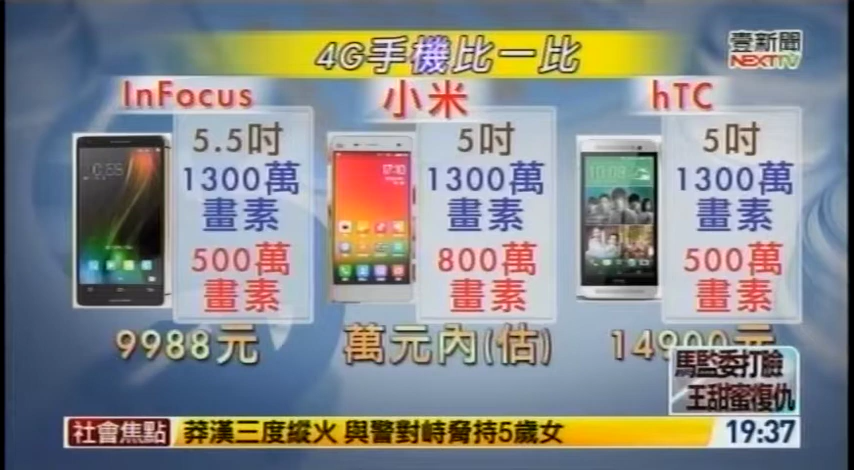 4G手機比一比
壹新聞
NEXTTV
InFocus
5.5吋
1300萬
畫素
500萬
畫素
9988元
小米
17:10
5吋
1300萬
畫素
800萬
畫素
萬元內(估)
hTC
5吋
1300萬
畫素
500萬
畫素
14900元
馬監委打臉
王甜蜜復仇
社會焦點
莽漢三度縱火 與警對峙脅持5歲女
19:37